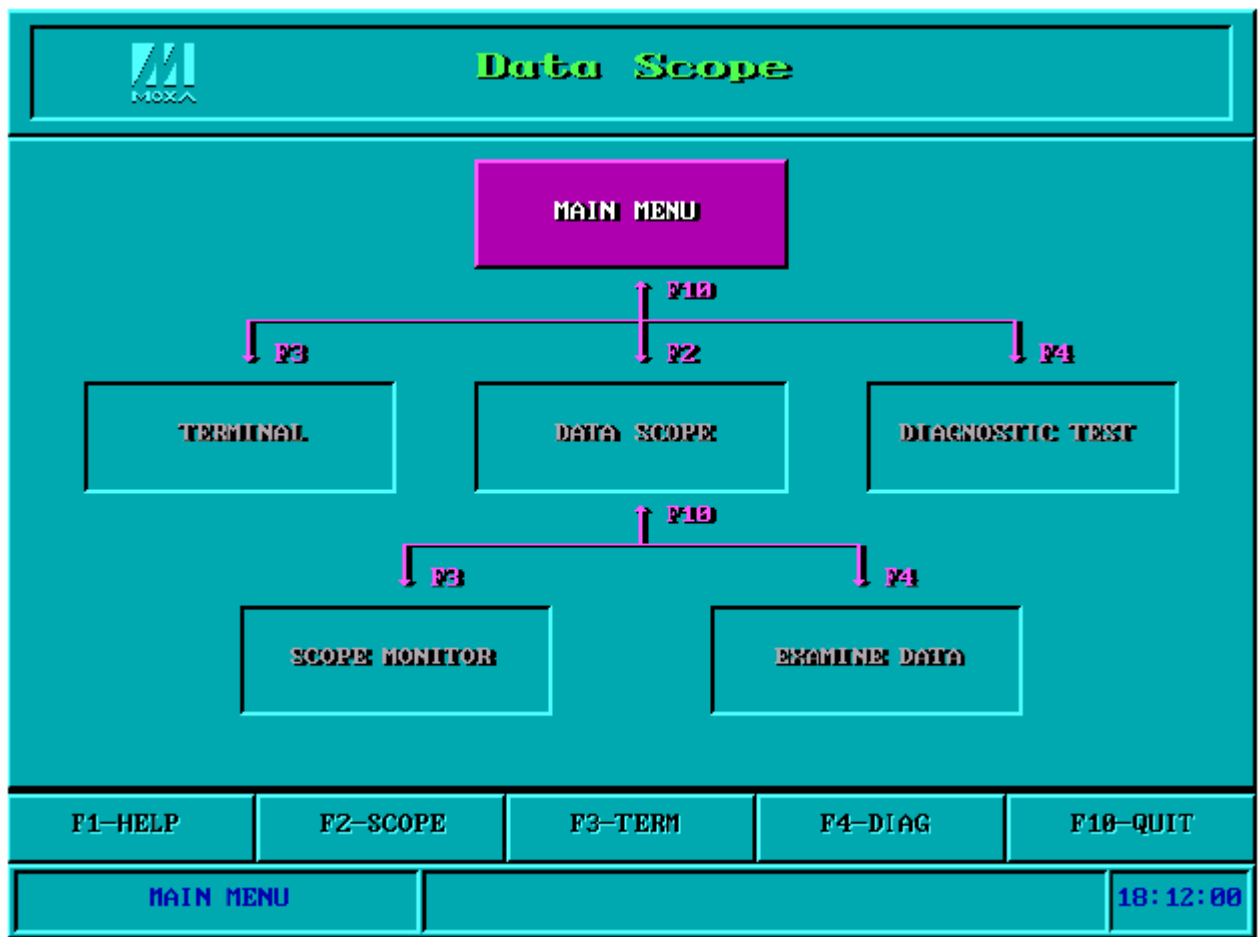 MOXA
Data Scope
MAIN MENU
F10
F3 F2 F4
TERMINAL DATA SCOPE DIAGNOSTIC TEST
F10
F3 F4
SCOPE MONITOR EXAMINE DATA
F1-HELP F2-SCOPE F3-TERM F4-DIAG F10-QUIT
MAIN MENU 18:12:00